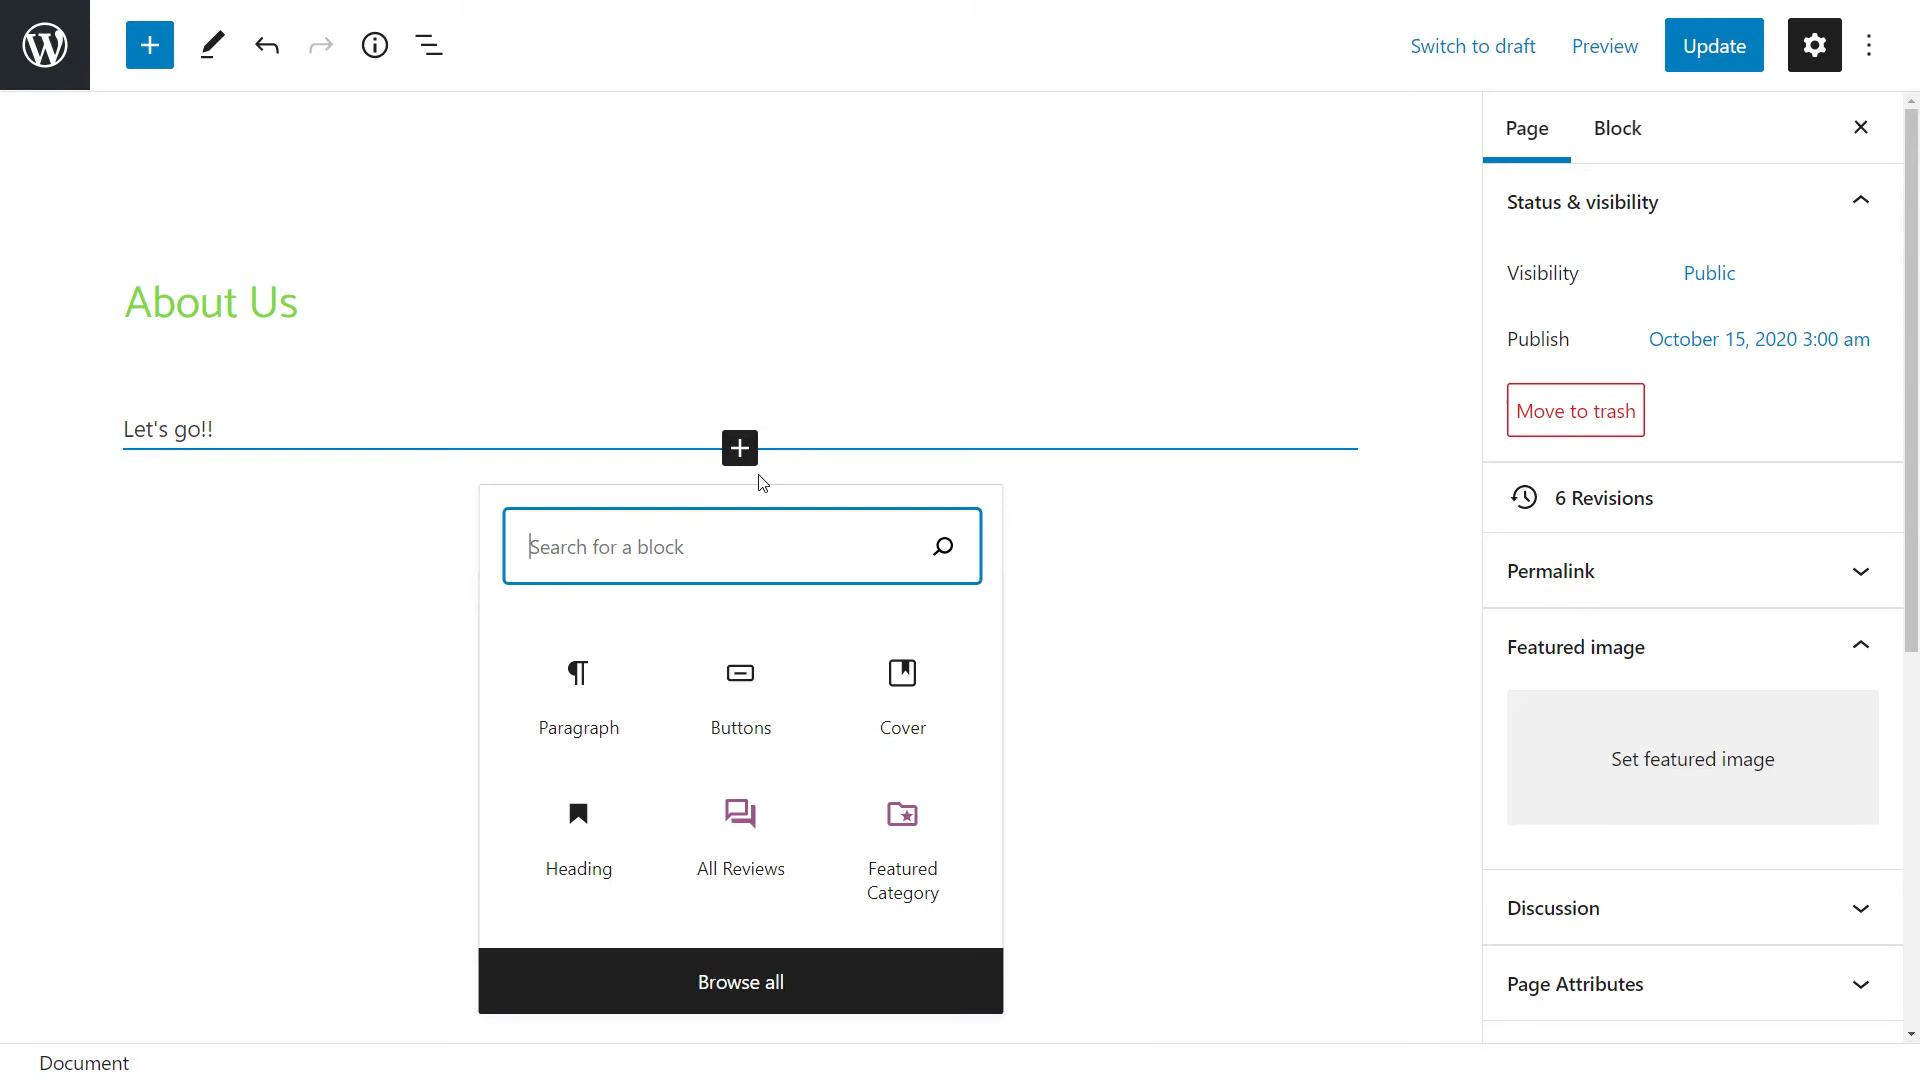 Switch to draft
Preview
Update
Page
Block
Status & visibility
Visibility
Public
Publish
October 15, 2020 3:00 am
Move to trash
6 Revisions
Permalink
Featured image
Set featured image
Discussion
Page Attributes
About Us
Let's go!!
Search for a block
Paragraph
Buttons
Cover
Heading
All Reviews
Featured
Category
Browse all
Document